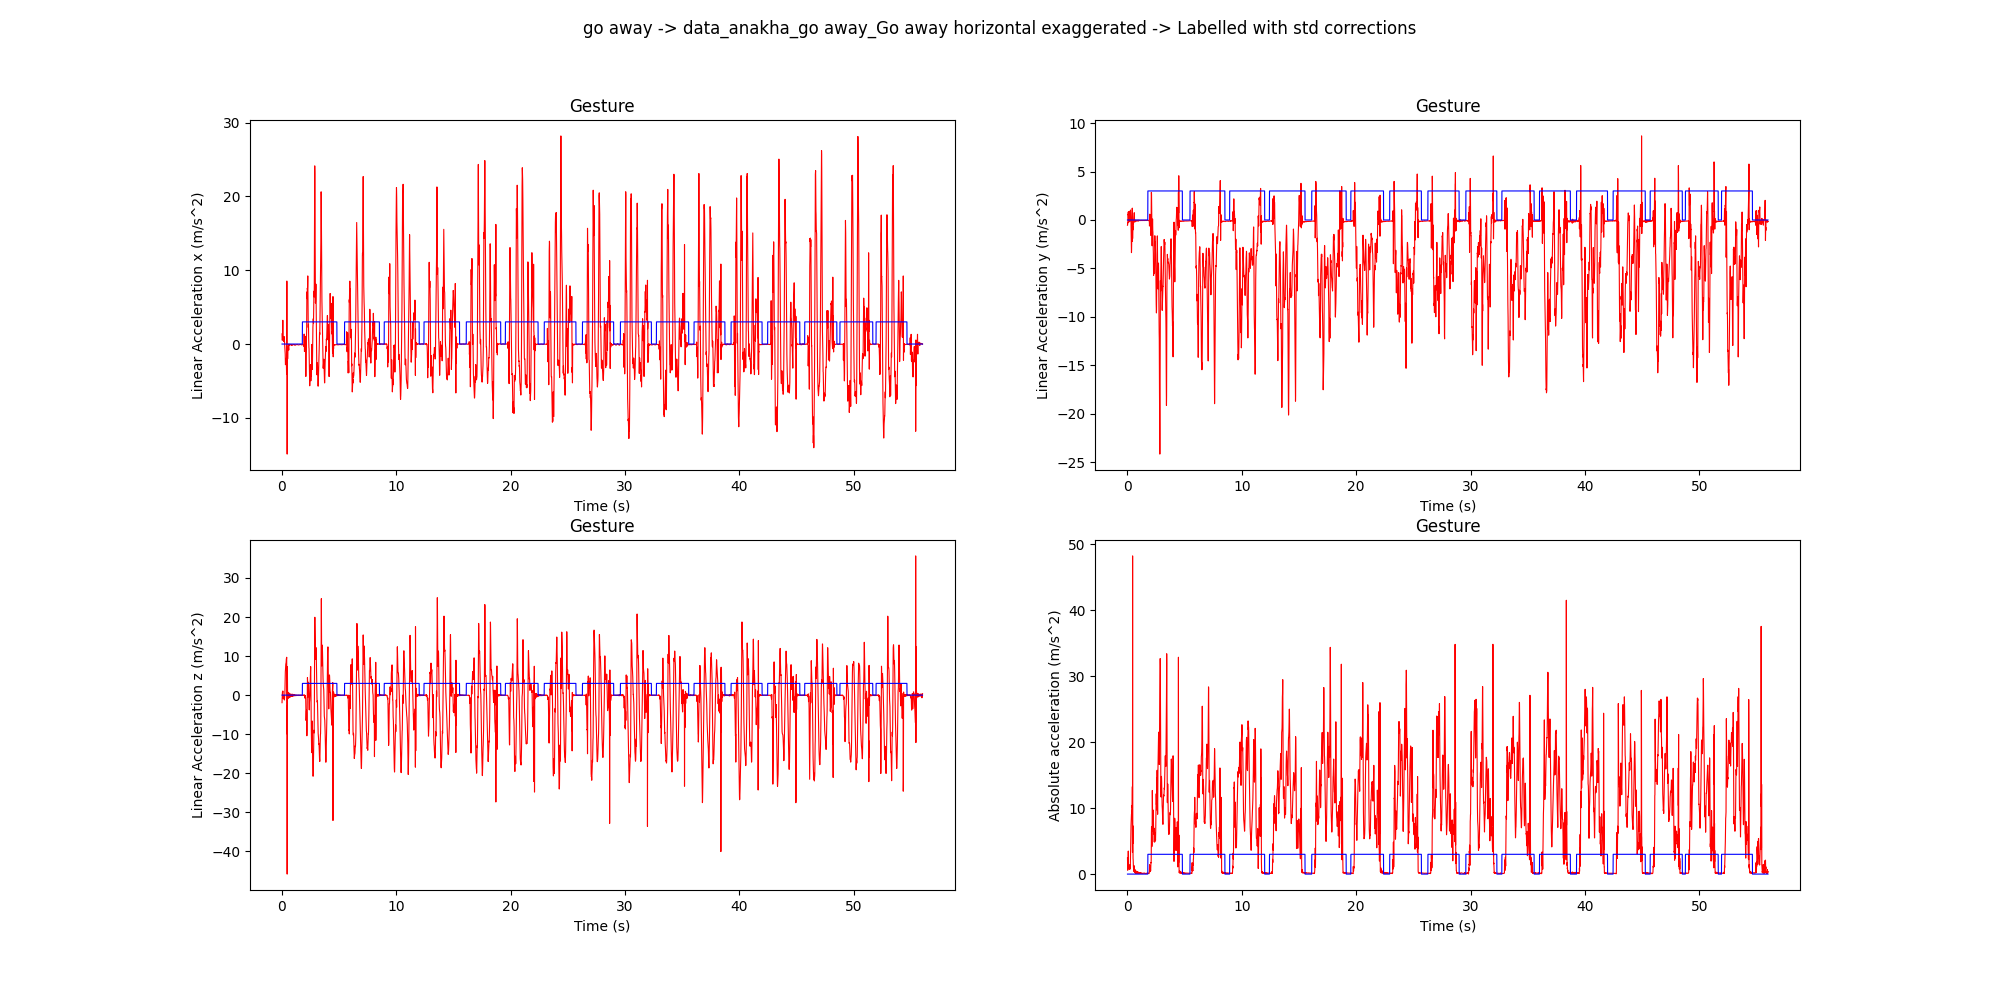 go away -> data_anakha_go away_Go away horizontal exaggerated -> Labelled with std corrections
Gesture
Linear Acceleration x (m/s^2)
30
20
10
0
−10
0 10 20 30 40 50
Time (s)
Gesture
Linear Acceleration y (m/s^2)
10
5
0
−5
−10
−15
−20
−25
0 10 20 30 40 50
Time (s)
Gesture
Linear Acceleration z (m/s^2)
30
20
10
0
−10
−20
−30
−40
0 10 20 30 40 50
Time (s)
Gesture
Absolute acceleration (m/s^2)
50
40
30
20
10
0
0 10 20 30 40 50
Time (s)